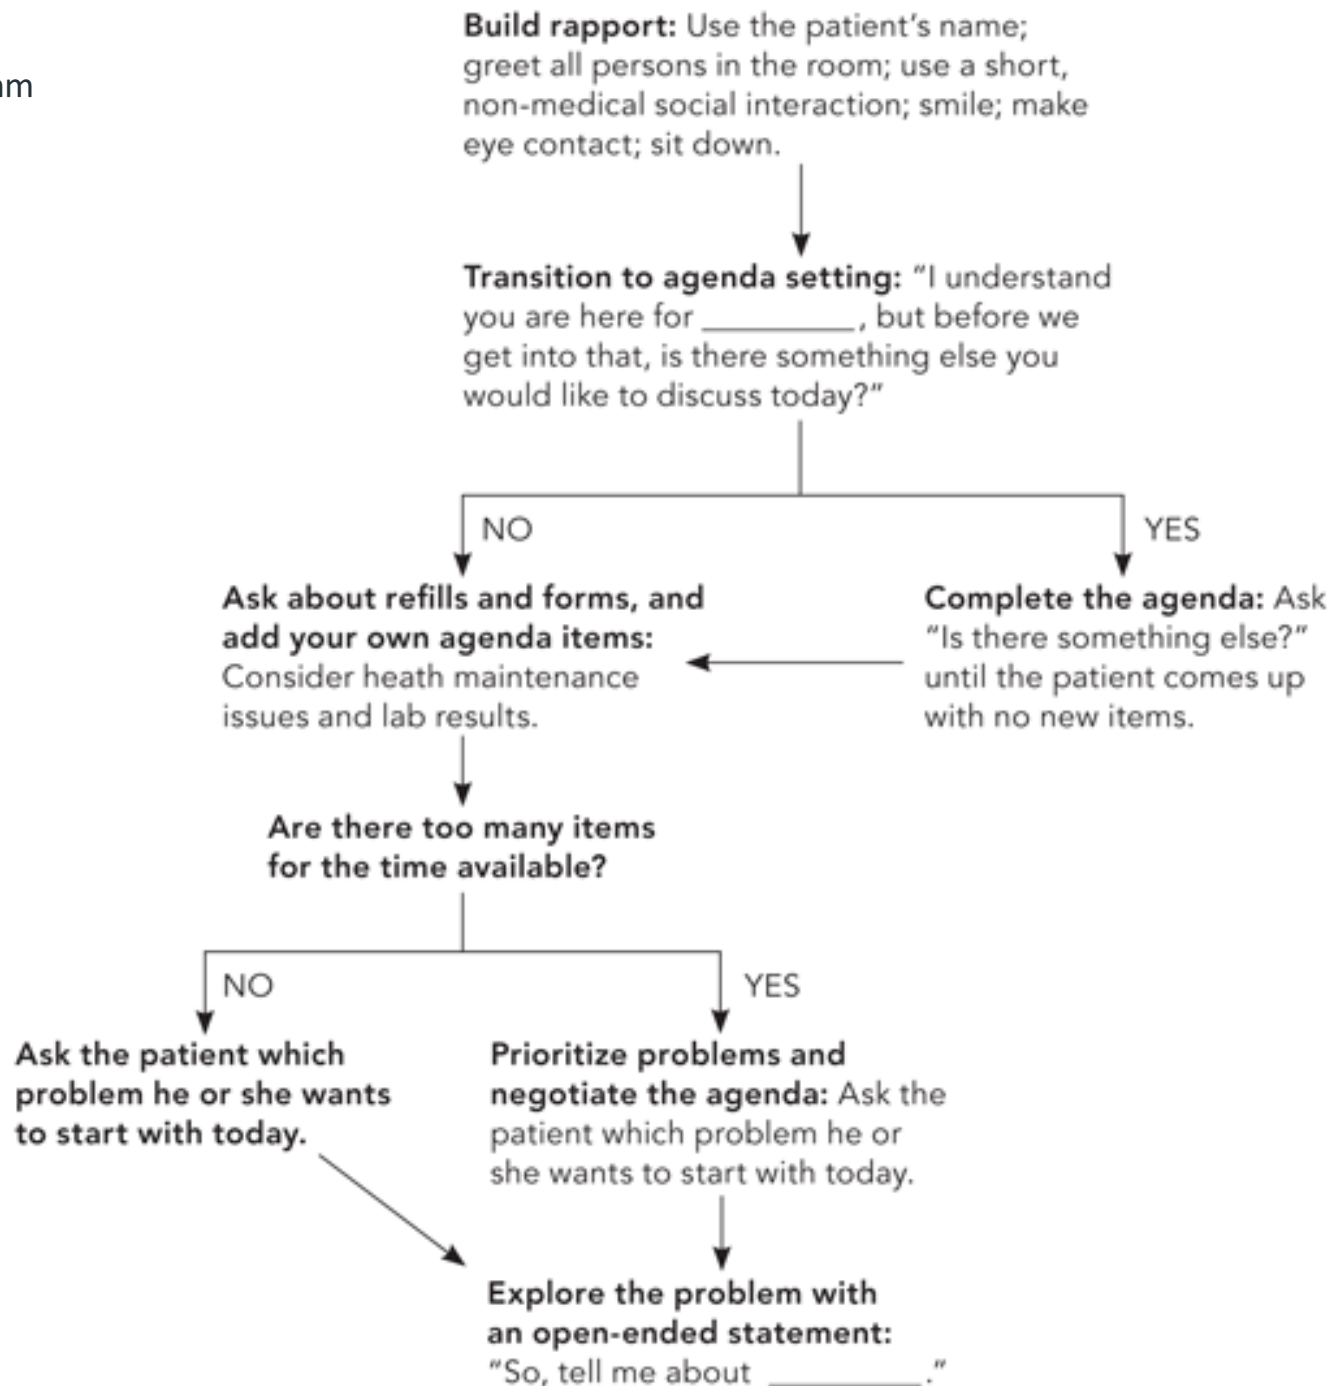 Build rapport: Use the patient's name;
greet all persons in the room; use a short,
am
non-medical social interaction; smile; make
eye contact; sit down.
Transition to agenda setting: “I understand
you are here for _________, but before we
get into that, is there something else you
would like to discuss today?”
NO
YES
Ask about refills and forms, and
add your own agenda items:
Consider heath maintenance
issues and lab results.
Complete the agenda: Ask
“Is there something else?”
until the patient comes up
with no new items.
Are there too many items
for the time available?
NO
YES
Ask the patient which
problem he or she wants
to start with today.
Prioritize problems and
negotiate the agenda: Ask the
patient which problem he or
she wants to start with today.
Explore the problem with
an open-ended statement:
“So, tell me about _________.”